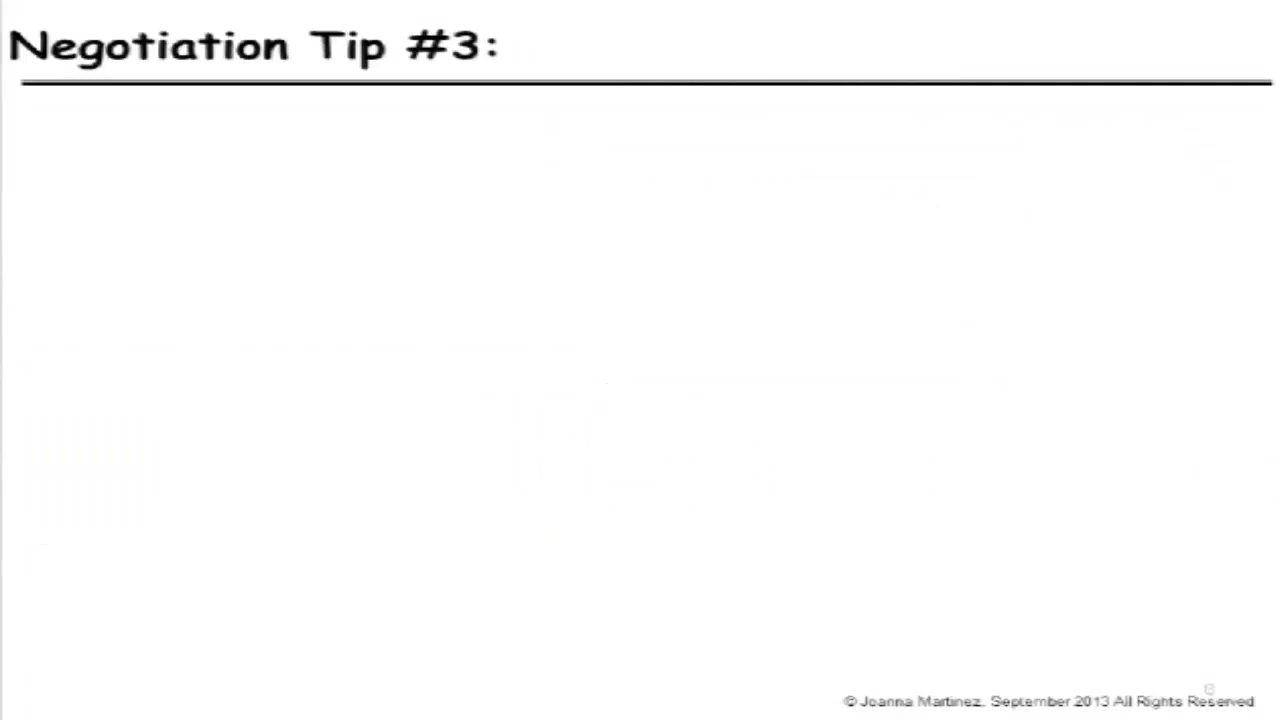 Negotiation Tip #3:
© Joanna Martinez, September 2013 All Rights Reserved